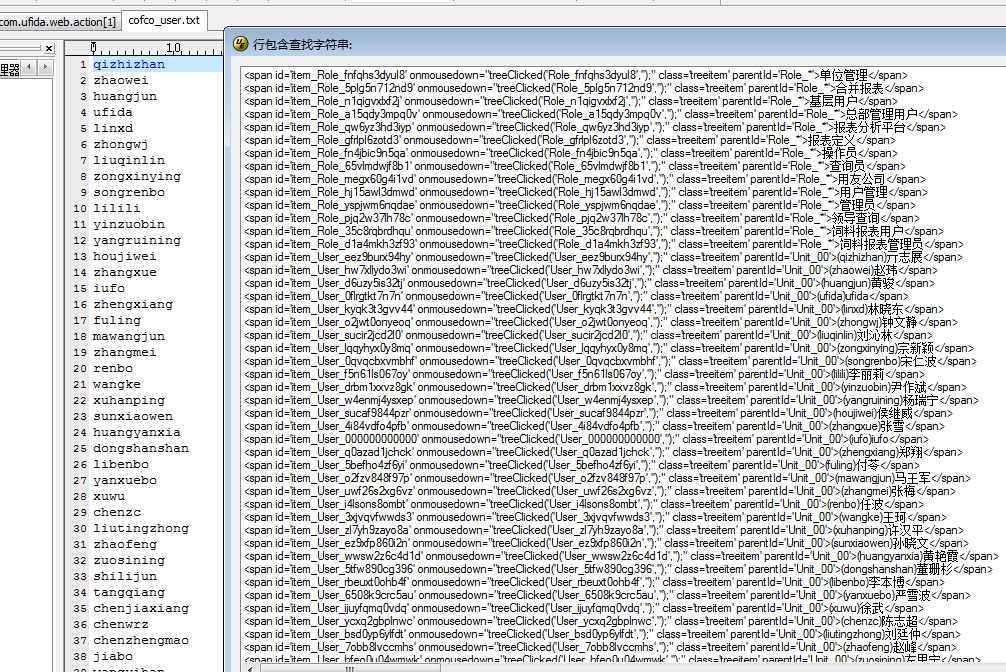 com.ufida.web.action[1]
cofco_user.txt
行包含查找字符串:
理器
0 10
1 qizhizhan
2 zhaowei
3 huangjun
4 ufida
5 linxd
6 zhongwj
7 liuqinlin
8 zongxinying
9 songrenbo
10 lilili
11 yinzuobin
12 yangruining
13 houjiwei
14 zhangxue
15 iufo
16 zhengxiang
17 fuling
18 mawangjun
19 zhangmei
20 renbo
21 wangke
22 xuhanping
23 sunxiaowen
24 huangyanxia
25 dongshanshan
26 libenbo
27 yanxuebo
28 xuwu
29 chenzc
30 liutingzhong
31 zhaofeng
32 zuosining
33 shilijun
34 tangqiang
35 chenjiaxiang
36 chenwrz
37 chenzhengmao
38 jiabo
<span id='item_Role_fnfqhs3dyul8' onmousedown="treeClicked('Role_fnfqhs3dyul8','');" class='treeitem' parentId='Role_*'>单位管理</span>
<span id='item_Role_5plg5n712nd9' onmousedown="treeClicked('Role_5plg5n712nd9','');" class='treeitem' parentId='Role_*'>合并报表</span>
<span id='item_Role_n1qigvxlxf2j' onmousedown="treeClicked('Role_n1qigvxlxf2j','');" class='treeitem' parentId='Role_*'>基层用户</span>
<span id='item_Role_a15qdy3mpq0v' onmousedown="treeClicked('Role_a15qdy3mpq0v','');" class='treeitem' parentId='Role_*'>总部管理用户</span>
<span id='item_Role_qw6yz3hd3iyp' onmousedown="treeClicked('Role_qw6yz3hd3iyp','');" class='treeitem' parentId='Role_*'>报表分析平台</span>
<span id='item_Role_gfrlpl6zotd3' onmousedown="treeClicked('Role_gfrlpl6zotd3','');" class='treeitem' parentId='Role_*'>报表定义</span>
<span id='item_Role_fn4jbic9n5qa' onmousedown="treeClicked('Role_fn4jbic9n5qa','');" class='treeitem' parentId='Role_*'>操作员</span>
<span id='item_Role_65vlmdwjf8b1' onmousedown="treeClicked('Role_65vlmdwjf8b1','');" class='treeitem' parentId='Role_*'>查询员</span>
<span id='item_Role_megx60g4i1vd' onmousedown="treeClicked('Role_megx60g4i1vd','');" class='treeitem' parentId='Role_*'>用友公司</span>
<span id='item_Role_hj15awl3dmwd' onmousedown="treeClicked('Role_hj15awl3dmwd','');" class='treeitem' parentId='Role_*'>用户管理</span>
<span id='item_Role_yspjwm6nqdae' onmousedown="treeClicked('Role_yspjwm6nqdae','');" class='treeitem' parentId='Role_*'>管理员</span>
<span id='item_Role_pjq2w37lh78c' onmousedown="treeClicked('Role_pjq2w37lh78c','');" class='treeitem' parentId='Role_*'>领导查询</span>
<span id='item_Role_35c8rqbrdhqu' onmousedown="treeClicked('Role_35c8rqbrdhqu','');" class='treeitem' parentId='Role_*'>饲料报表用户</span>
<span id='item_Role_d1a4mkh3zf93' onmousedown="treeClicked('Role_d1a4mkh3zf93','');" class='treeitem' parentId='Role_*'>饲料报表管理员</span>
<span id='item_User_eez9bunx94hy' onmousedown="treeClicked('User_eez9bunx94hy','');" class='treeitem' parentId='Unit_00'>(qizhizhan)亓志展</span>
<span id='item_User_hw7xllydo3wi' onmousedown="treeClicked('User_hw7xllydo3wi','');" class='treeitem' parentId='Unit_00'>(zhaowei)赵玮</span>
<span id='item_User_d6uzy5is32tj' onmousedown="treeClicked('User_d6uzy5is32tj','');" class='treeitem' parentId='Unit_00'>(huangjun)黄骏</span>
<span id='item_User_0flrgtkt7n7n' onmousedown="treeClicked('User_0flrgtkt7n7n','');" class='treeitem' parentId='Unit_00'>(ufida)ufida</span>
<span id='item_User_kyqk3t3gvv44' onmousedown="treeClicked('User_kyqk3t3gvv44','');" class='treeitem' parentId='Unit_00'>(linxd)林晓东</span>
<span id='item_User_o2jwt0onyeoq' onmousedown="treeClicked('User_o2jwt0onyeoq','');" class='treeitem' parentId='Unit_00'>(zhongwj)钟文静</span>
<span id='item_User_sucir2jcd2l0' onmousedown="treeClicked('User_sucir2jcd2l0','');" class='treeitem' parentId='Unit_00'>(liuqinlin)刘沁林</span>
<span id='item_User_lqqyhyx0y8mq' onmousedown="treeClicked('User_lqqyhyx0y8mq','');" class='treeitem' parentId='Unit_00'>(zongxinying)宗新颖</span>
<span id='item_User_0qvqcbxvmbhf' onmousedown="treeClicked('User_0qvqcbxvmbhf','');" class='treeitem' parentId='Unit_00'>(songrenbo)宋仁波</span>
<span id='item_User_f5n61ls067oy' onmousedown="treeClicked('User_f5n61ls067oy','');" class='treeitem' parentId='Unit_00'>(lilili)李丽莉</span>
<span id='item_User_drbm1xxvz8gk' onmousedown="treeClicked('User_drbm1xxvz8gk','');" class='treeitem' parentId='Unit_00'>(yinzuobin)尹作斌</span>
<span id='item_User_w4enmj4ysxep' onmousedown="treeClicked('User_w4enmj4ysxep','');" class='treeitem' parentId='Unit_00'>(yangruining)杨瑞宁</span>
<span id='item_User_sucaf9844pzr' onmousedown="treeClicked('User_sucaf9844pzr','');" class='treeitem' parentId='Unit_00'>(houjiwei)侯继威</span>
<span id='item_User_4i84vdfo4pfb' onmousedown="treeClicked('User_4i84vdfo4pfb','');" class='treeitem' parentId='Unit_00'>(zhangxue)张雪</span>
<span id='item_User_000000000000' onmousedown="treeClicked('User_000000000000','');" class='treeitem' parentId='Unit_00'>(iufo)iufo</span>
<span id='item_User_q0azad1jchck' onmousedown="treeClicked('User_q0azad1jchck','');" class='treeitem' parentId='Unit_00'>(zhengxiang)郑翔</span>
<span id='item_User_5befho4zf6yi' onmousedown="treeClicked('User_5befho4zf6yi','');" class='treeitem' parentId='Unit_00'>(fuling)付苓</span>
<span id='item_User_o2fzv848f97p' onmousedown="treeClicked('User_o2fzv848f97p','');" class='treeitem' parentId='Unit_00'>(mawangjun)马王军</span>
<span id='item_User_uwf26s2xg6vz' onmousedown="treeClicked('User_uwf26s2xg6vz','');" class='treeitem' parentId='Unit_00'>(zhangmei)张梅</span>
<span id='item_User_i4lsons8ombt' onmousedown="treeClicked('User_i4lsons8ombt','');" class='treeitem' parentId='Unit_00'>(renbo)任波</span>
<span id='item_User_3xjvqvfwwds3' onmousedown="treeClicked('User_3xjvqvfwwds3','');" class='treeitem' parentId='Unit_00'>(wangke)王珂</span>
<span id='item_User_zl7yh9zayo8a' onmousedown="treeClicked('User_zl7yh9zayo8a','');" class='treeitem' parentId='Unit_00'>(xuhanping)许汉平</span>
<span id='item_User_ez9xfp860i2n' onmousedown="treeClicked('User_ez9xfp860i2n','');" class='treeitem' parentId='Unit_00'>(sunxiaowen)孙晓文</span>
<span id='item_User_wwsw2z6c4d1d' onmousedown="treeClicked('User_wwsw2z6c4d1d','');" class='treeitem' parentId='Unit_00'>(huangyanxia)黄艳霞</span>
<span id='item_User_5tfw890cg396' onmousedown="treeClicked('User_5tfw890cg396','');" class='treeitem' parentId='Unit_00'>(dongshanshan)董珊杉</span>
<span id='item_User_rbeuxt0ohb4f' onmousedown="treeClicked('User_rbeuxt0ohb4f','');" class='treeitem' parentId='Unit_00'>(libenbo)李本博</span>
<span id='item_User_6508k9crc5au' onmousedown="treeClicked('User_6508k9crc5au','');" class='treeitem' parentId='Unit_00'>(yanxuebo)严雪波</span>
<span id='item_User_ijuyfqmq0vdq' onmousedown="treeClicked('User_ijuyfqmq0vdq','');" class='treeitem' parentId='Unit_00'>(xuwu)徐武</span>
<span id='item_User_ycxq2gbplnwc' onmousedown="treeClicked('User_ycxq2gbplnwc','');" class='treeitem' parentId='Unit_00'>(chenzc)陈志超</span>
<span id='item_User_bsd0yp6ylfdt' onmousedown="treeClicked('User_bsd0yp6ylfdt','');" class='treeitem' parentId='Unit_00'>(liutingzhong)刘廷仲</span>
<span id='item_User_7obb8lvccmhs' onmousedown="treeClicked('User_7obb8lvccmhs','');" class='treeitem' parentId='Unit_00'>(zhaofeng)赵峰</span>